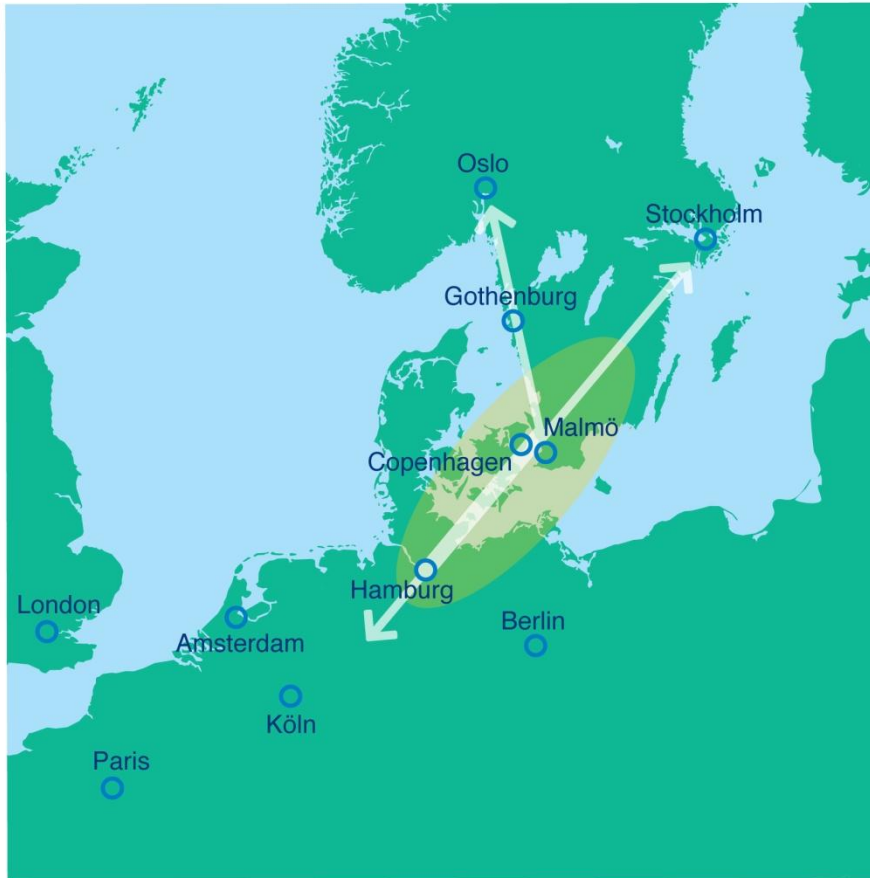 Oslo
Stockholm
Gothenburg
Malmö
Copenhagen
Hamburg
London
Amsterdam
Berlin
Köln
Paris